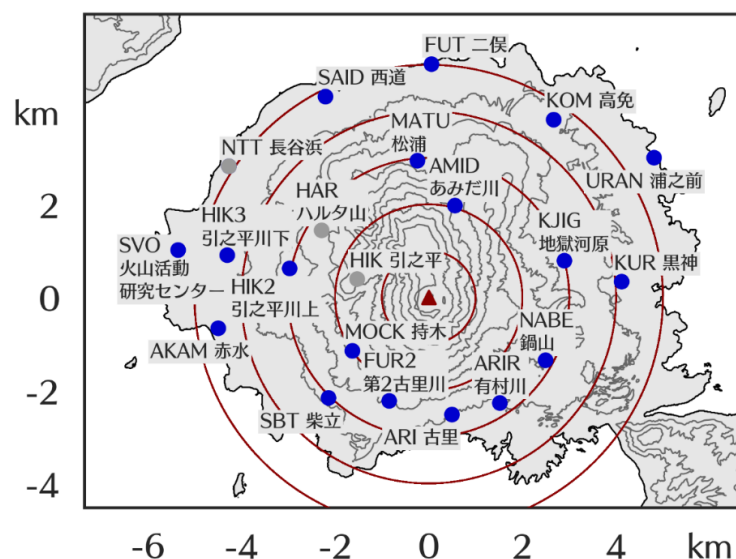 FUT 二俣
SAID 西道
KOM 高免
km
MATU
松浦
NTT 長谷浜
AMID
あみだ川
URAN 浦之前
HAR
ハルタ山
2
HIK3
引之平川下
KJIG
地獄河原
SVO
火山活動
研究センター
HIK 引之平
KUR 黒神
0
HIK2
引之平川上
NABE
鍋山
MOCK 持木
AKAM 赤水
FUR2
第2古里川
ARIR
有村川
-2
SBT 柴立
ARI 古里
-4
-6
-4
-2
0
2
4
km